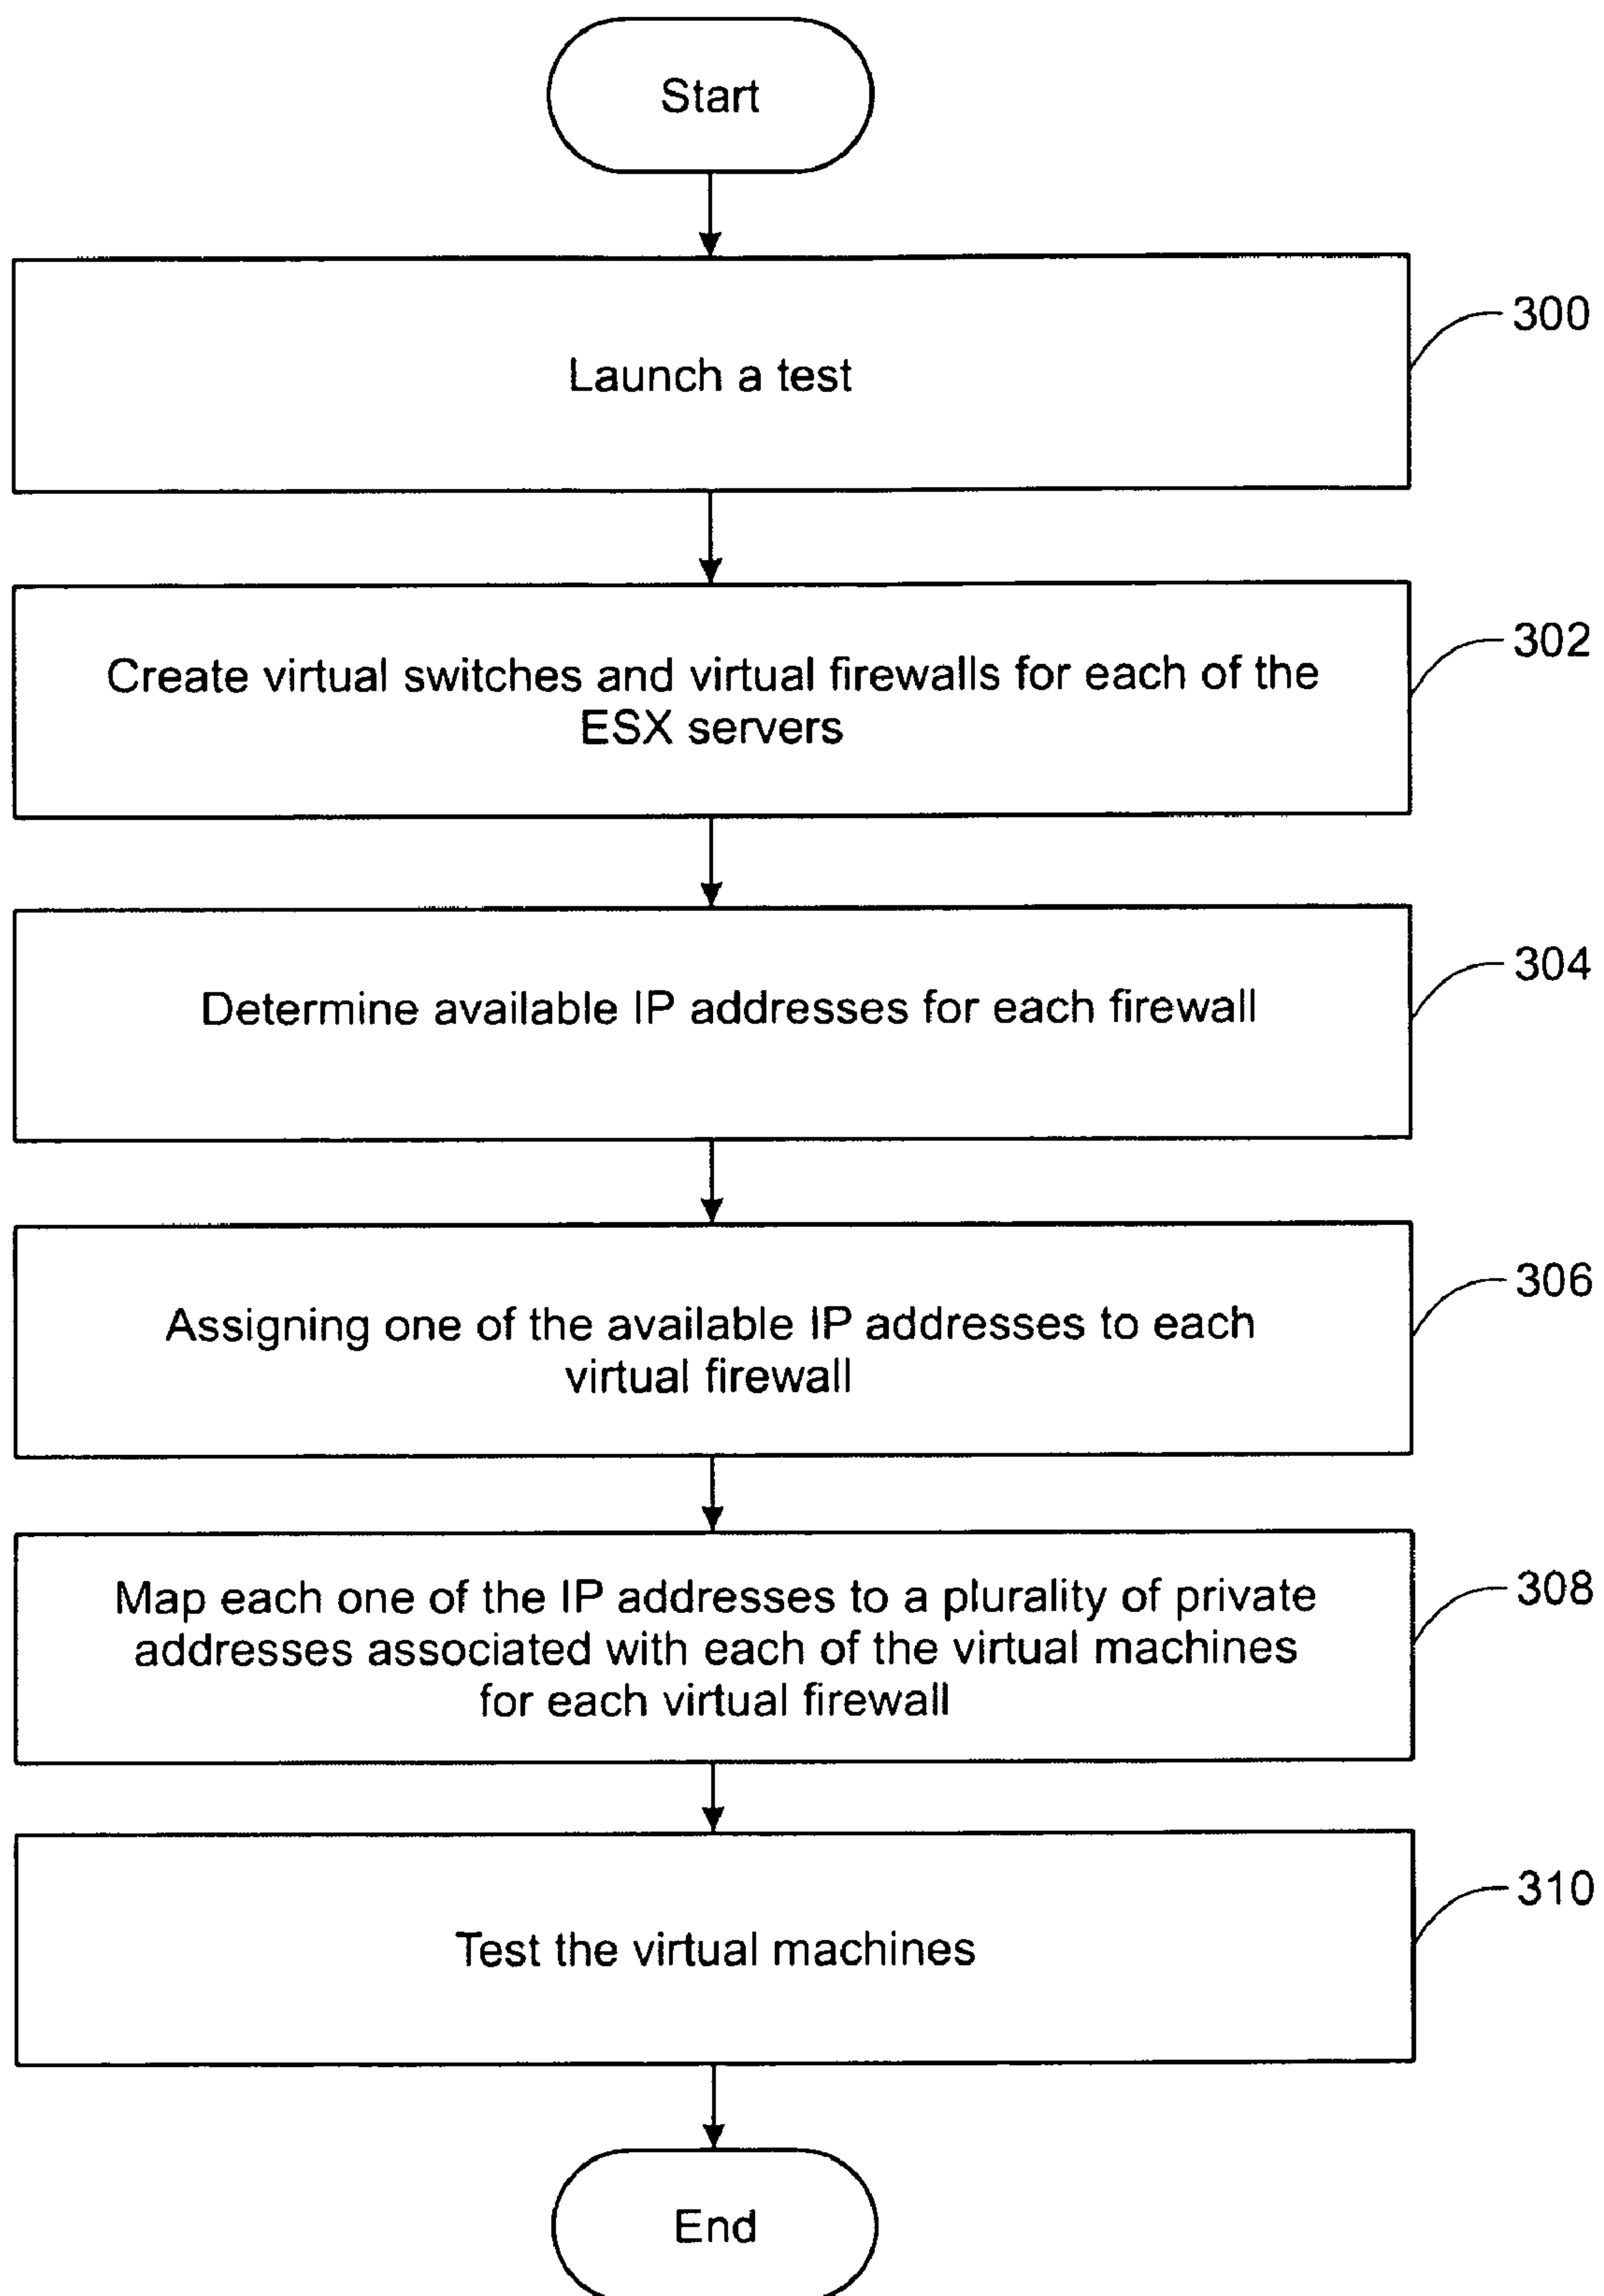 Start
300
Launch a test
302
Create virtual switches and virtual firewalls for each of the
ESX servers
304
Determine available IP addresses for each firewall
306
Assigning one of the available IP addresses to each
virtual firewall
308
Map each one of the IP addresses to a plurality of private
addresses associated with each of the virtual machines
for each virtual firewall
310
Test the virtual machines
End